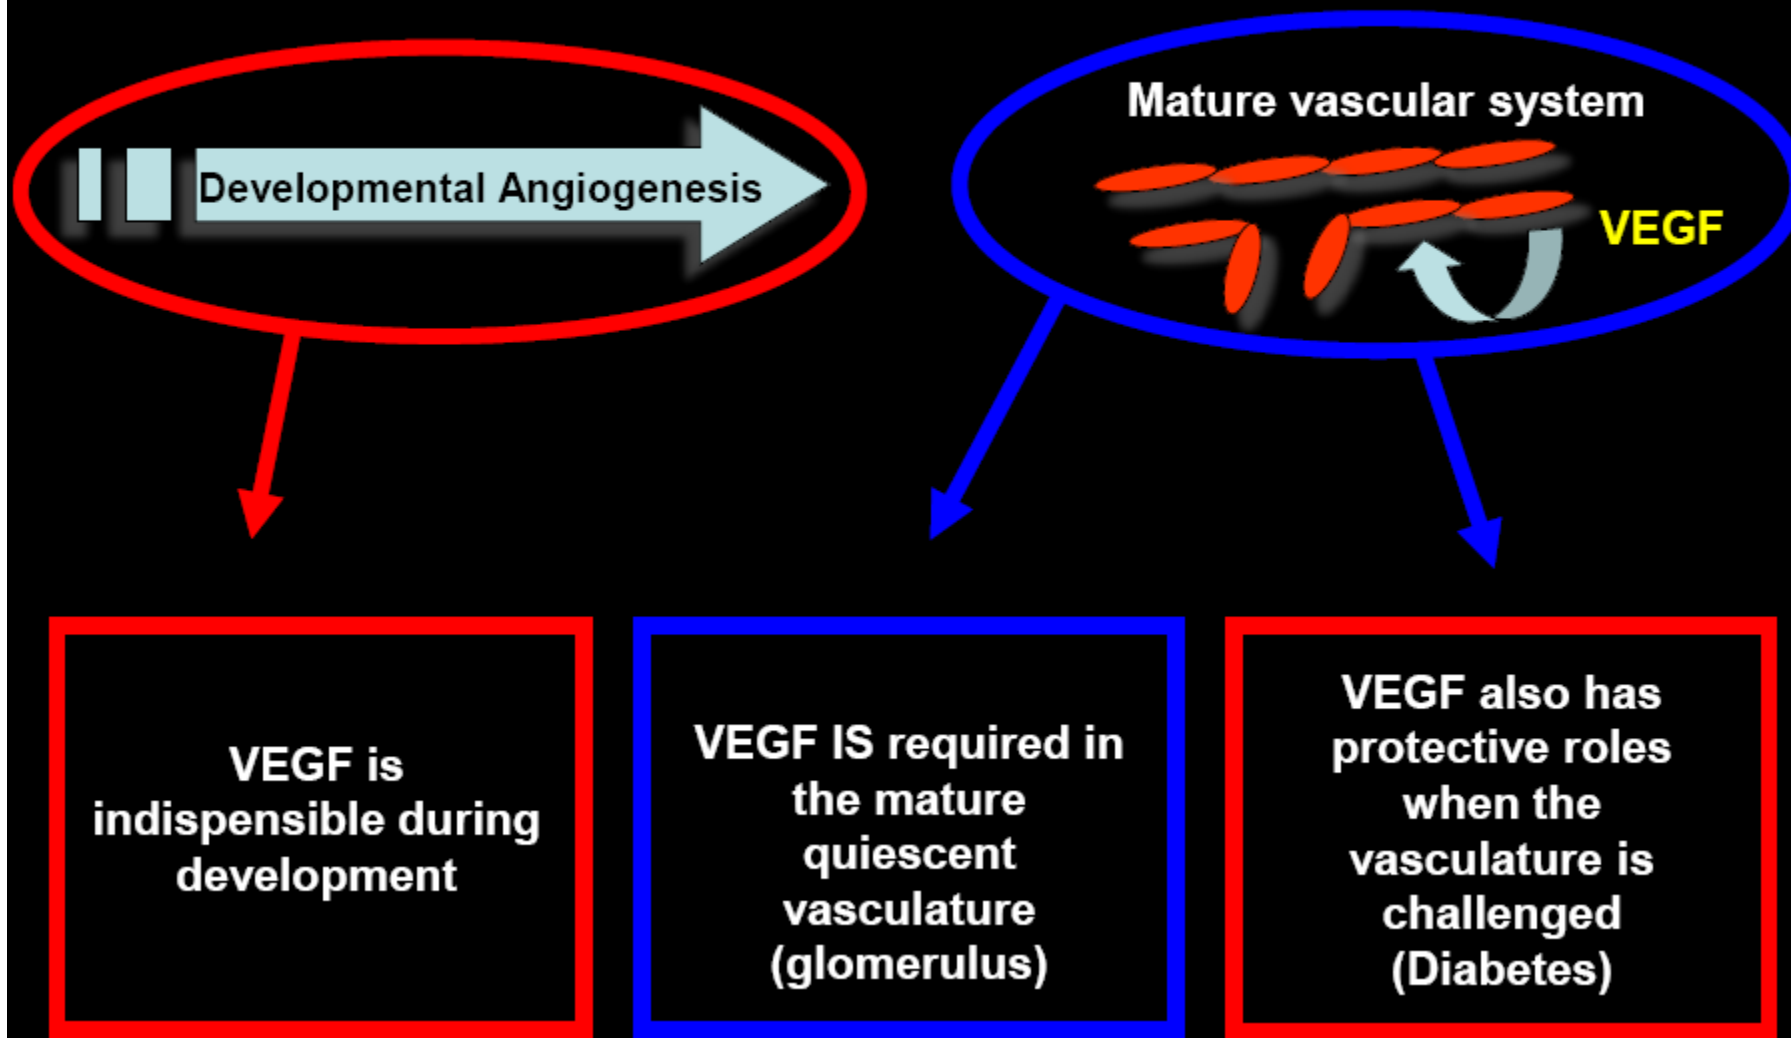 Developmental Angiogenesis
Mature vascular system
VEGF
VEGF is
indispensible during
development
VEGF IS required in
the mature
quiescent
vasculature
(glomerulus)
VEGF also has
protective roles
when the
vasculature is
challenged
(Diabetes)